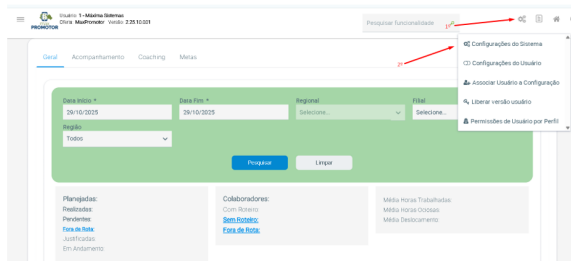 Usuário: 1 - Máxima Sistemas
Oficina: MaxPromotor Versão: 2.25.10.001
PROMOTOR
Pesquisar funcionalidade
1º
2º
Configurações do Sistema
Configurações do Usuário
Associar Usuário a Configuração
Liberar versão usuário
Permissões de Usuário por Perfil
Geral Acompanhamento Coaching Metas
Data Início * Data Fim * Regional Filial
29/10/2025 29/10/2025 Selecione... Selecione...
Região
Todos
Pesquisar Limpar
Planejadas:
Realizadas:
Pendentes:
Fora de Rota:
Justificadas
Em Andamento
Colaboradores:
Com Roteiro:
Sem Roteiro:
Fora de Rota:
Média Horas Trabalhadas
Média Horas Ociosas
Média Deslocamento